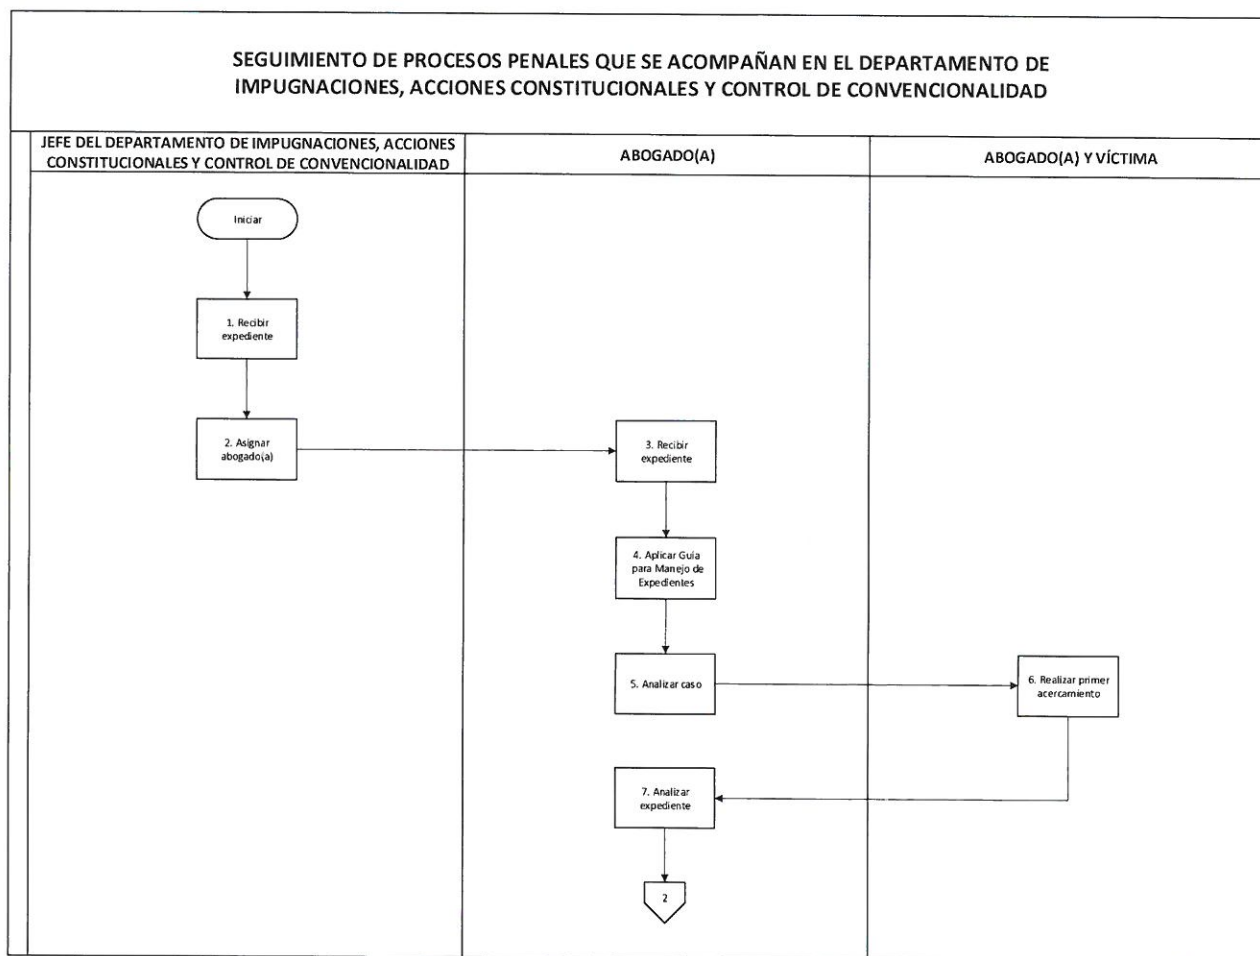 SEGUIMIENTO DE PROCESOS PENALES QUE SE ACOMPAÑAN EN EL DEPARTAMENTO DE
IMPUGNACIONES, ACCIONES CONSTITUCIONALES Y CONTROL DE CONVENCIONALIDAD
JEFE DEL DEPARTAMENTO DE IMPUGNACIONES, ACCIONES
CONSTITUCIONALES Y CONTROL DE CONVENCIONALIDAD
ABOGADO(A)
ABOGADO(A) Y VÍCTIMA
Iniciar
1. Recibir
expediente
2. Asignar
abogado(a)
3. Recibir
expediente
4. Aplicar Guía
para Manejo de
Expedientes
5. Analizar caso
6. Realizar primer
acercamiento
7. Analizar
expediente
2